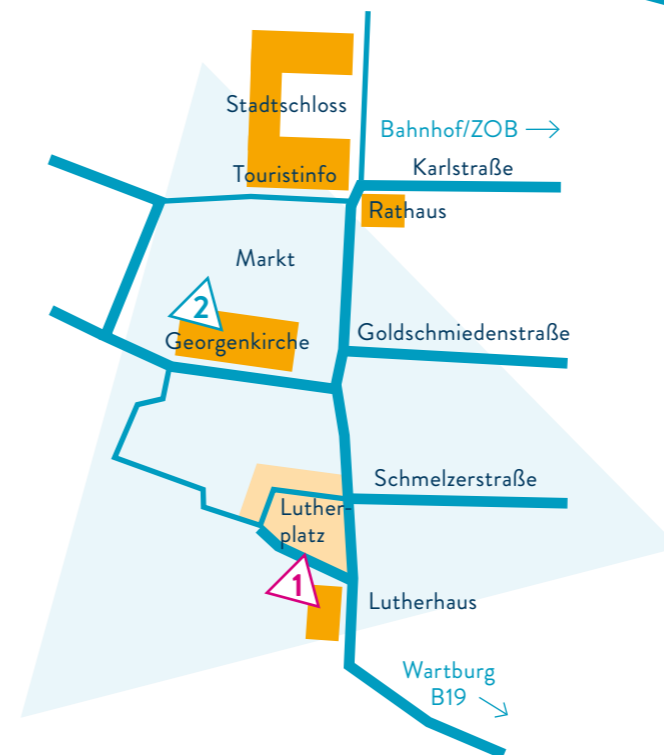 Stadtschloss
Bahnhof/ZOB →
Karlstraße
Touristinfo
Rathaus
Markt
2
Goldschmiedenstraße
Georgenkirche
Schmelzerstraße
Luther-
platz
1
Lutherhaus
Wartburg
B19